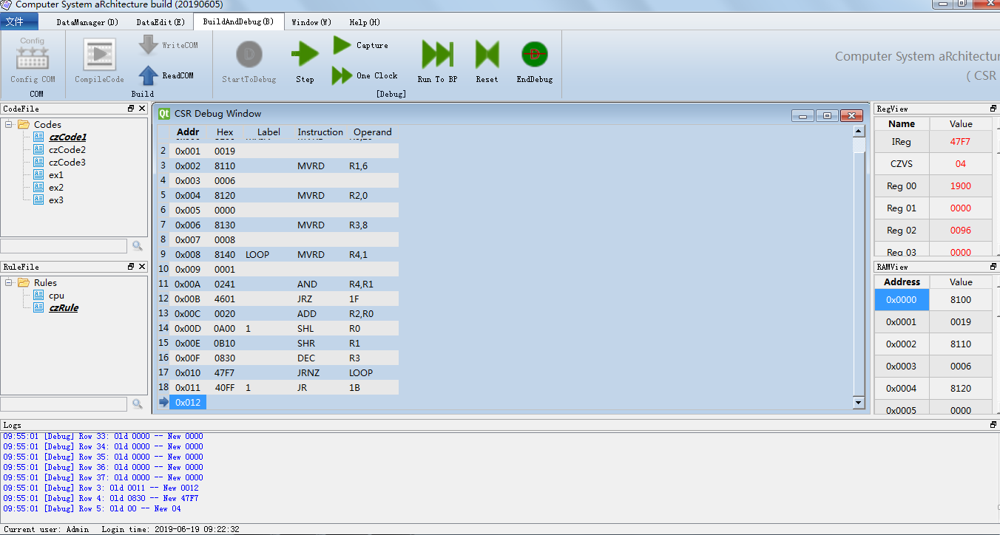 Computer System aRchitecture build (20190605)
文件 DataManager(D) DataEdit(E) BuildAndDebug(B) Window(W) Help(H)
Config
Config COM
COM
CompileCode
WriteCOM
ReadCOM
Build
StartToDebug
Step
Capture
One Clock
Run To BP
Reset
EndDebug
[Debug]
Computer System aRchitectur
( CSR
CodeFile
Codes
czCode1
czCode2
czCode3
ex1
ex2
ex3
RuleFile
Rules
cpu
czRule
Qt CSR Debug Window
Addr Hex Label Instruction Operand
2 0x001 0019
3 0x002 8110 MVRD R1,6
4 0x003 0006
5 0x004 8120 MVRD R2,0
6 0x005 0000
7 0x006 8130 MVRD R3,8
8 0x007 0008
9 0x008 8140 LOOP MVRD R4,1
10 0x009 0001
11 0x00A 0241 AND R4,R1
12 0x00B 4601 JRZ 1F
13 0x00C 0020 ADD R2,R0
14 0x00D 0A00 1 SHL R0
15 0x00E 0B10 SHR R1
16 0x00F 0830 DEC R3
17 0x010 47F7 JRNZ LOOP
18 0x011 40FF 1 JR 1B
0x012
RegView
Name Value
IReg 47F7
CZVS 04
Reg 00 1900
Reg 01 0000
Reg 02 0096
Reg 03 0000
RAMView
Address Value
0x0000 8100
0x0001 0019
0x0002 8110
0x0003 0006
0x0004 8120
0x0005 0000
Logs
09:55:01 [Debug] Row 33: Old 0000 -- New 0000
09:55:01 [Debug] Row 34: Old 0000 -- New 0000
09:55:01 [Debug] Row 35: Old 0000 -- New 0000
09:55:01 [Debug] Row 36: Old 0000 -- New 0000
09:55:01 [Debug] Row 37: Old 0000 -- New 0000
09:55:01 [Debug] Row 3: Old 0011 -- New 0012
09:55:01 [Debug] Row 4: Old 0830 -- New 47F7
09:55:01 [Debug] Row 5: Old 00 -- New 04
Current user: Admin Login time: 2019-06-19 09:22:32